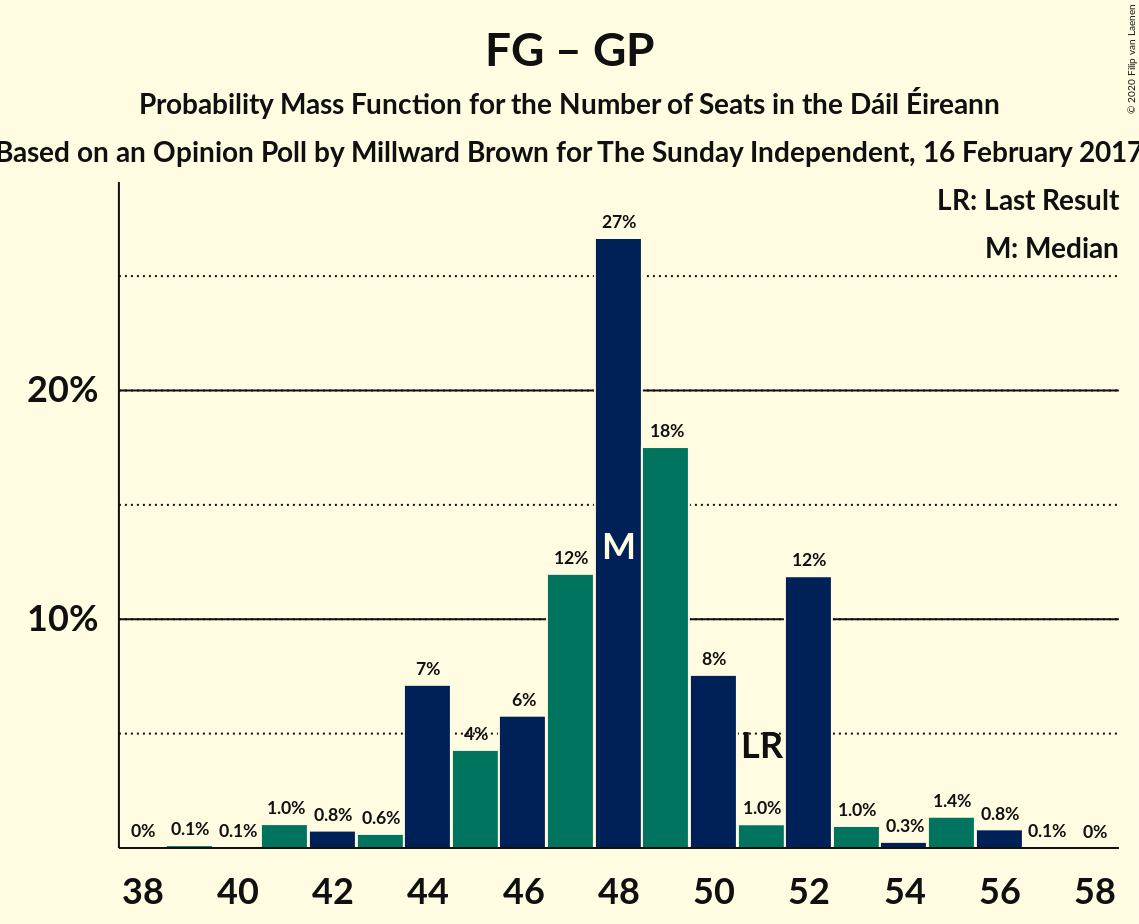 FG – GP
Probability Mass Function for the Number of Seats in the Dáil Éireann
Based on an Opinion Poll by Millward Brown for The Sunday Independent, 16 February 2017
© 2020 Filip van Laenen
LR: Last Result
M: Median
20%
10%
0%
0.1%
0.1%
1.0%
0.8%
0.6%
7%
4%
6%
12%
27%
M
18%
8%
LR
1.0%
12%
1.0%
0.3%
1.4%
0.8%
0.1%
0%
38 40 42 44 46 48 50 52 54 56 58